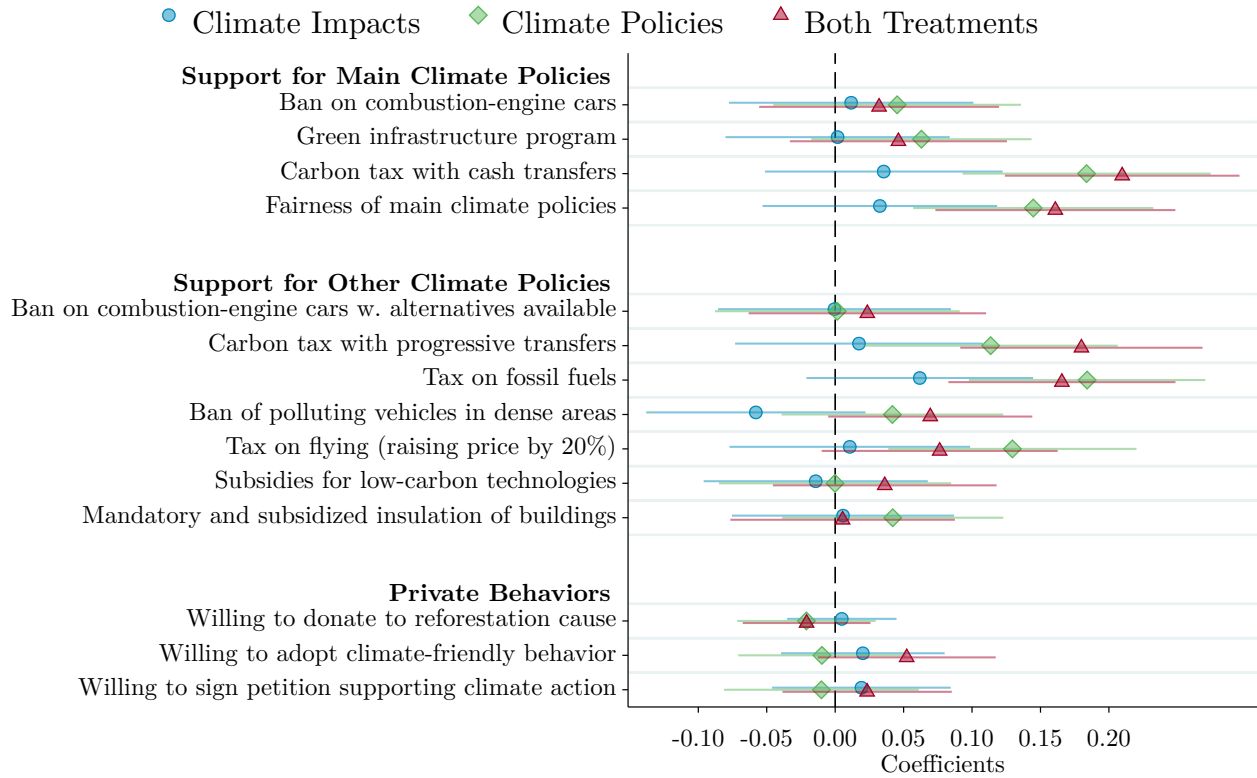 Climate Impacts Climate Policies Both Treatments
Support for Main Climate Policies
Ban on combustion-engine cars
Green infrastructure program
Carbon tax with cash transfers
Fairness of main climate policies
Support for Other Climate Policies
Ban on combustion-engine cars w. alternatives available
Carbon tax with progressive transfers
Tax on fossil fuels
Ban of polluting vehicles in dense areas
Tax on flying (raising price by 20%)
Subsidies for low-carbon technologies
Mandatory and subsidized insulation of buildings
Private Behaviors
Willing to donate to reforestation cause
Willing to adopt climate-friendly behavior
Willing to sign petition supporting climate action
-0.10 -0.05 0.00 0.05 0.10 0.15 0.20
Coefficients